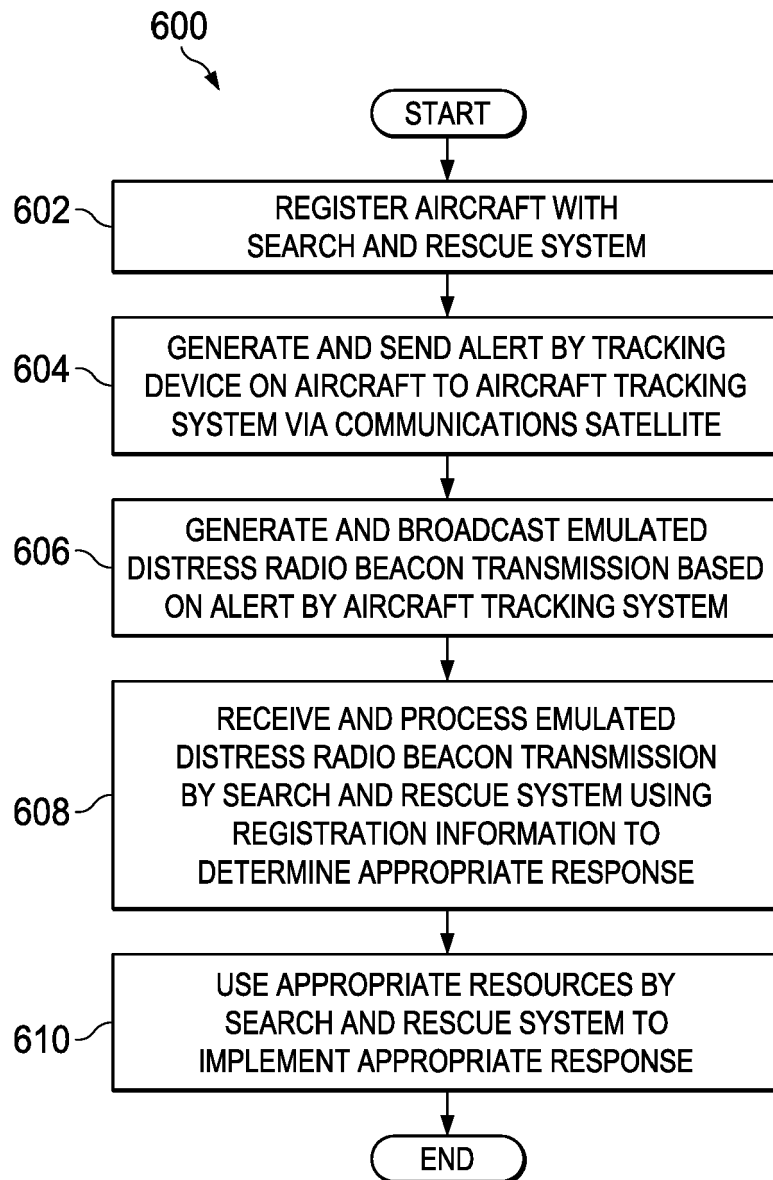 600
START
602
REGISTER AIRCRAFT WITH
SEARCH AND RESCUE SYSTEM
604
GENERATE AND SEND ALERT BY TRACKING
DEVICE ON AIRCRAFT TO AIRCRAFT TRACKING
SYSTEM VIA COMMUNICATIONS SATELLITE
606
GENERATE AND BROADCAST EMULATED
DISTRESS RADIO BEACON TRANSMISSION BASED
ON ALERT BY AIRCRAFT TRACKING SYSTEM
608
RECEIVE AND PROCESS EMULATED
DISTRESS RADIO BEACON TRANSMISSION
BY SEARCH AND RESCUE SYSTEM USING
REGISTRATION INFORMATION TO
DETERMINE APPROPRIATE RESPONSE
610
USE APPROPRIATE RESOURCES BY
SEARCH AND RESCUE SYSTEM TO
IMPLEMENT APPROPRIATE RESPONSE
END